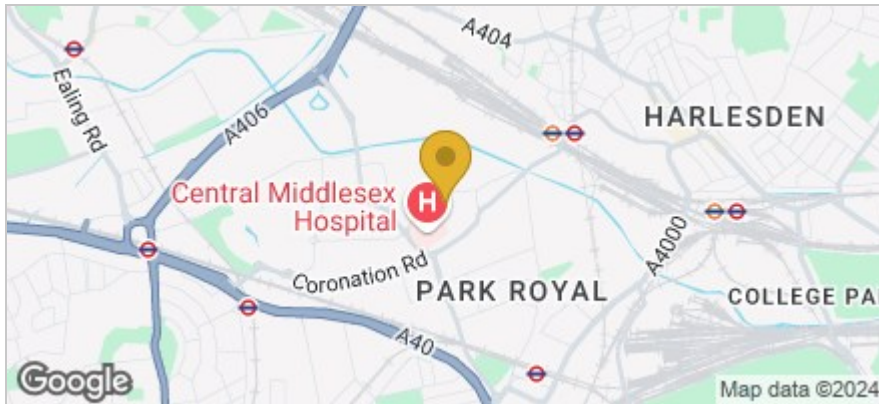 A404
Ealing Rd
A406
HARLESDEN
Central Middlesex
Hospital
H
A4000
Coronation Rd
PARK ROYAL
COLLEGE PA
A40
Google
Map data ©2024